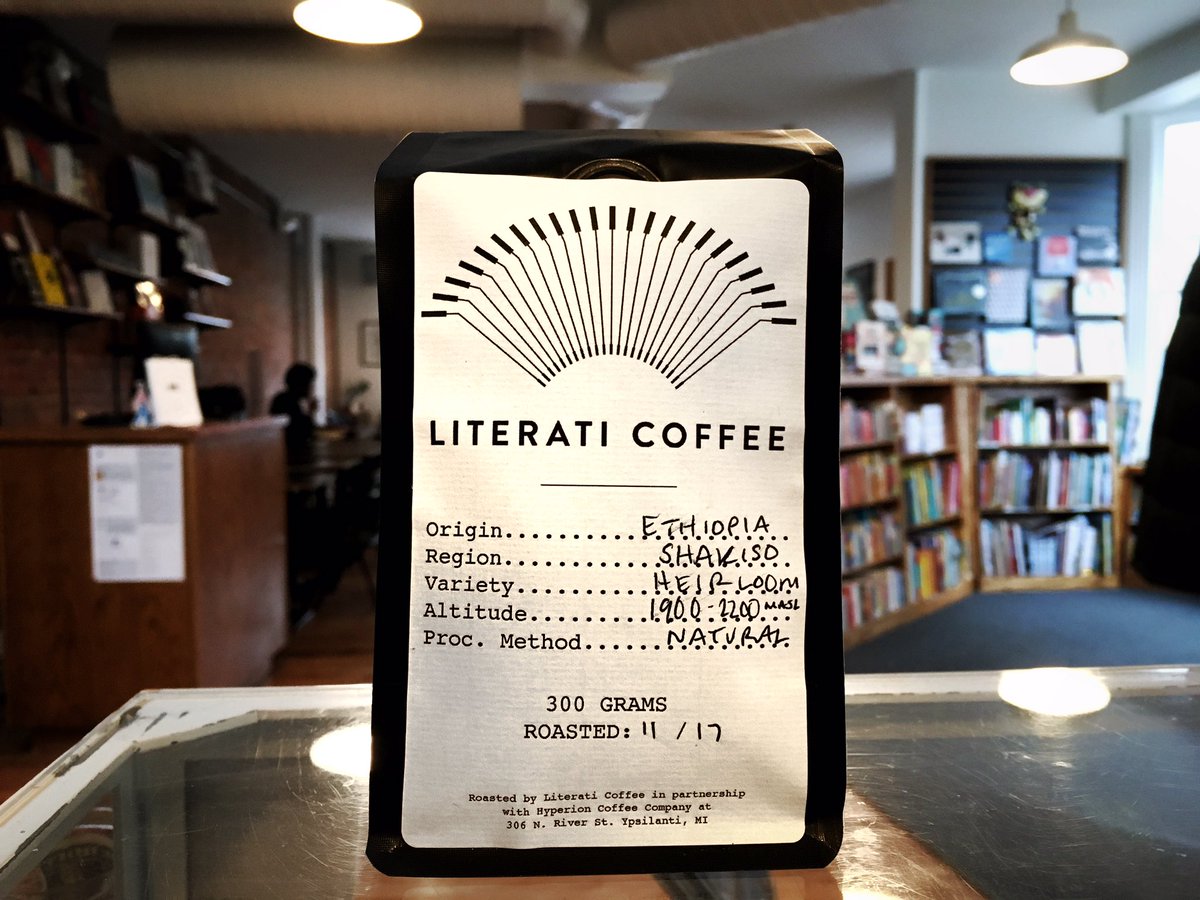 LITERATI COFFEE
Origin..........ETHIOPIA
Region...........SHAKISO
Variety..........HEIRLOOM
Altitude.........1900-2200 MASL
Proc. Method......NATURAL
300 GRAMS
ROASTED: 11 / 17
Roasted by Literati Coffee in partnership
with Hyperion Coffee Company at
306 N. River St. Ypsilanti, MI